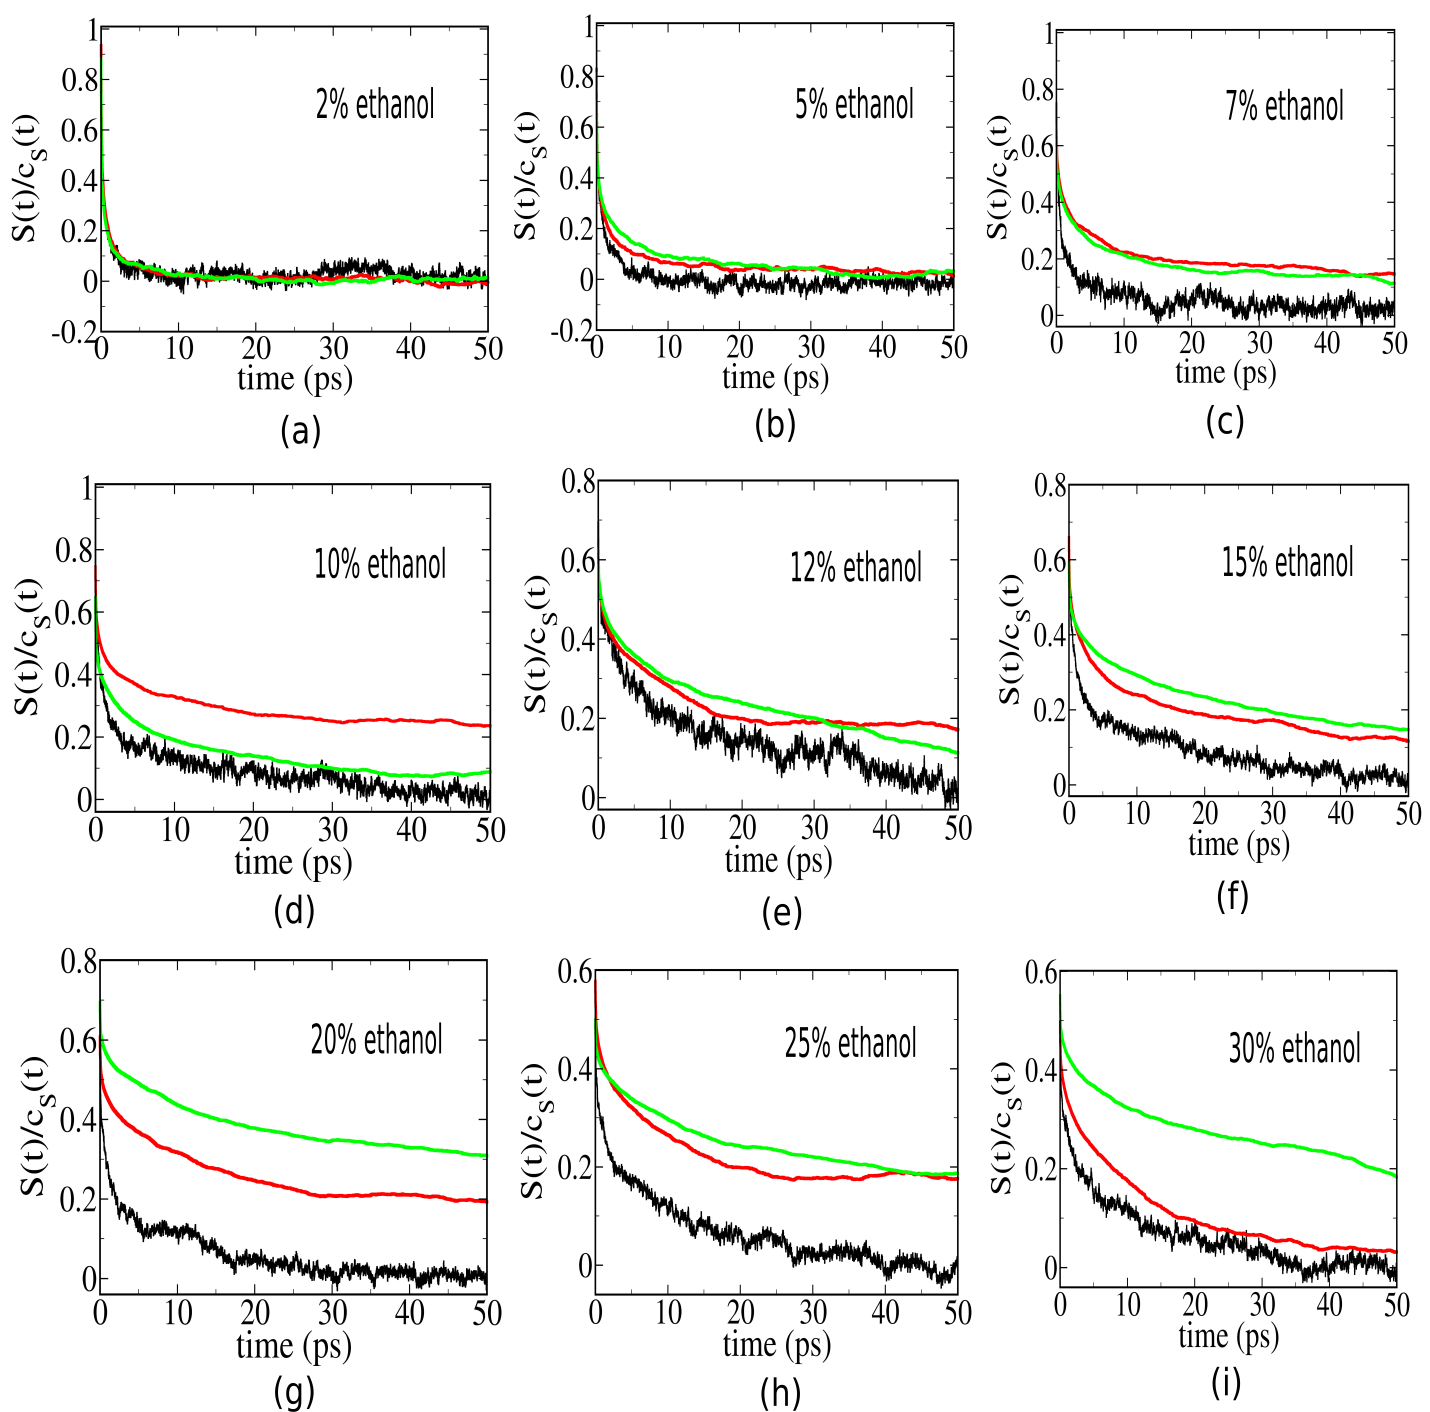 1
0.8
0.6
0.4
0.2
0
-0.2
S(t)/c_S(t)
2% ethanol
0 10 20 30 40 50
time (ps)
(a)
1
0.8
0.6
0.4
0.2
0
-0.2
S(t)/c_S(t)
5% ethanol
0 10 20 30 40 50
time (ps)
(b)
1
0.8
0.6
0.4
0.2
0
S(t)/c_S(t)
7% ethanol
0 10 20 30 40 50
time (ps)
(c)
1
0.8
0.6
0.4
0.2
0
S(t)/c_S(t)
10% ethanol
0 10 20 30 40 50
time (ps)
(d)
0.8
0.6
0.4
0.2
0
S(t)/c_S(t)
12% ethanol
0 10 20 30 40 50
time (ps)
(e)
0.8
0.6
0.4
0.2
0
S(t)/c_S(t)
15% ethanol
0 10 20 30 40 50
time (ps)
(f)
0.8
0.6
0.4
0.2
0
S(t)/c_S(t)
20% ethanol
0 10 20 30 40 50
time (ps)
(g)
0.6
0.4
0.2
0
S(t)/c_S(t)
25% ethanol
0 10 20 30 40 50
time (ps)
(h)
0.6
0.4
0.2
0
S(t)/c_S(t)
30% ethanol
0 10 20 30 40 50
time (ps)
(i)